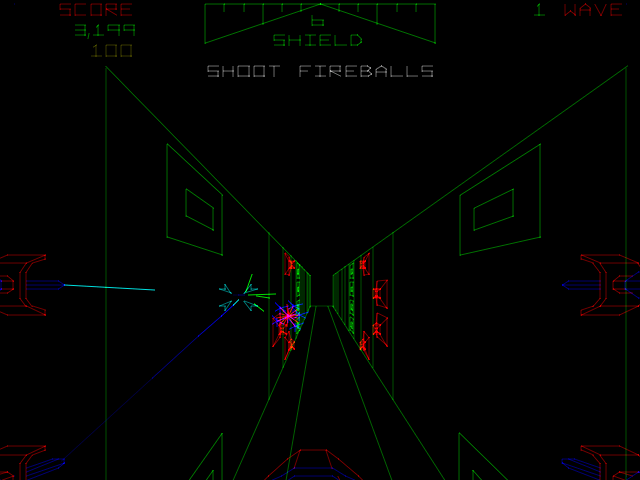 SCORE
3,199
100
6
SHIELD
1 WAVE
SHOOT FIREBALLS